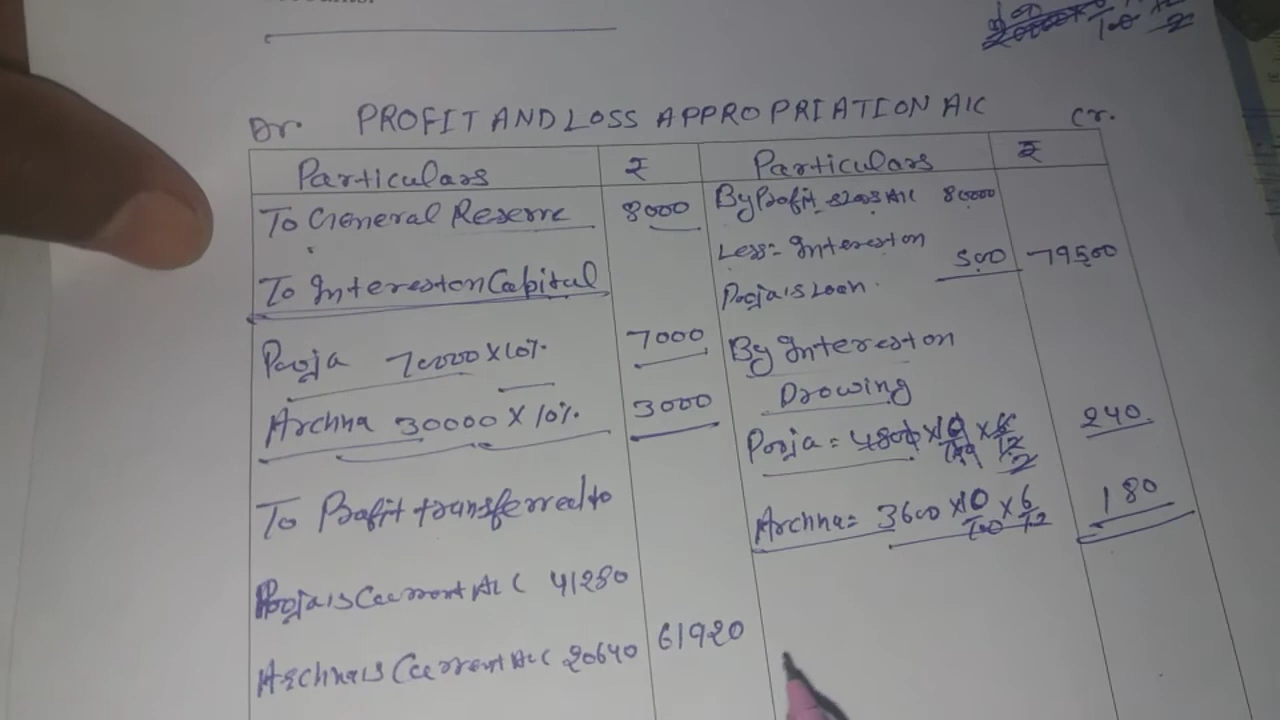 Dr. PROFIT AND LOSS APPROPRIATION A/C Cr.
Particulars ₹ Particulars ₹
To General Reserve 8000
To Interest on Capital
Pooja 70000 X 10%. 7000
Archna 30000 X 10%. 3000
To Profit transferred to
Pooja's Current A/C 41280
Archna's Current A/C 20640 61920
By Profit & Loss A/C 80000
Less:- Interest on
Pooja's Loan. 500 79500
By Interest on
Drowing
Pooja = 4800 X 10/100 X 6/12 2 240
Archna = 3600 X 10/100 X 6/12 180